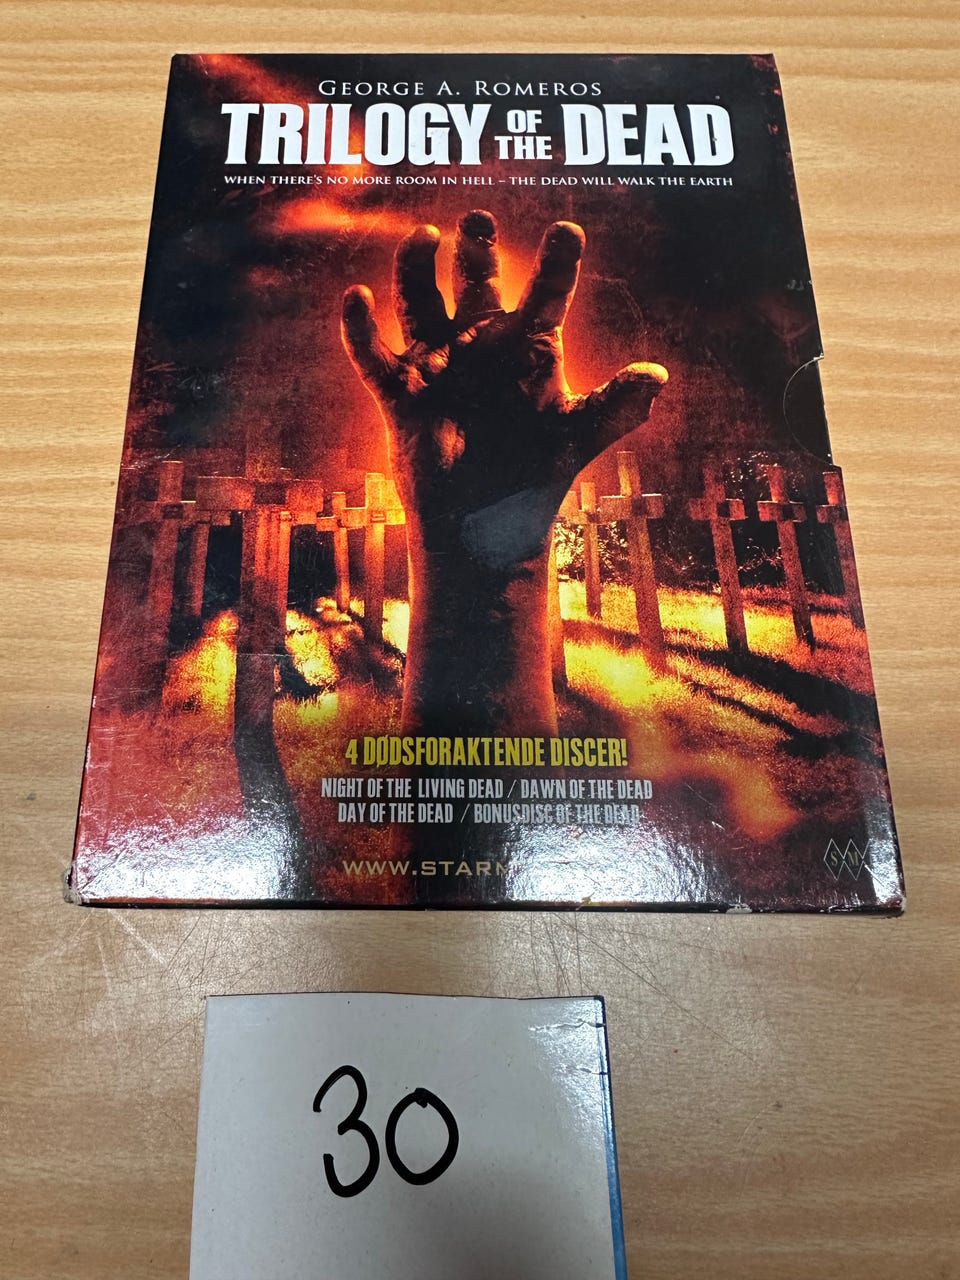 GEORGE A. ROMEROS
TRILOGY OF THE DEAD
WHEN THERE'S NO MORE ROOM IN HELL – THE DEAD WILL WALK THE EARTH
4 DØDSFORAKTENDE DISCER!
NIGHT OF THE LIVING DEAD / DAWN OF THE DEAD
DAY OF THE DEAD / BONUSDISC OF THE DEAD
SM
30